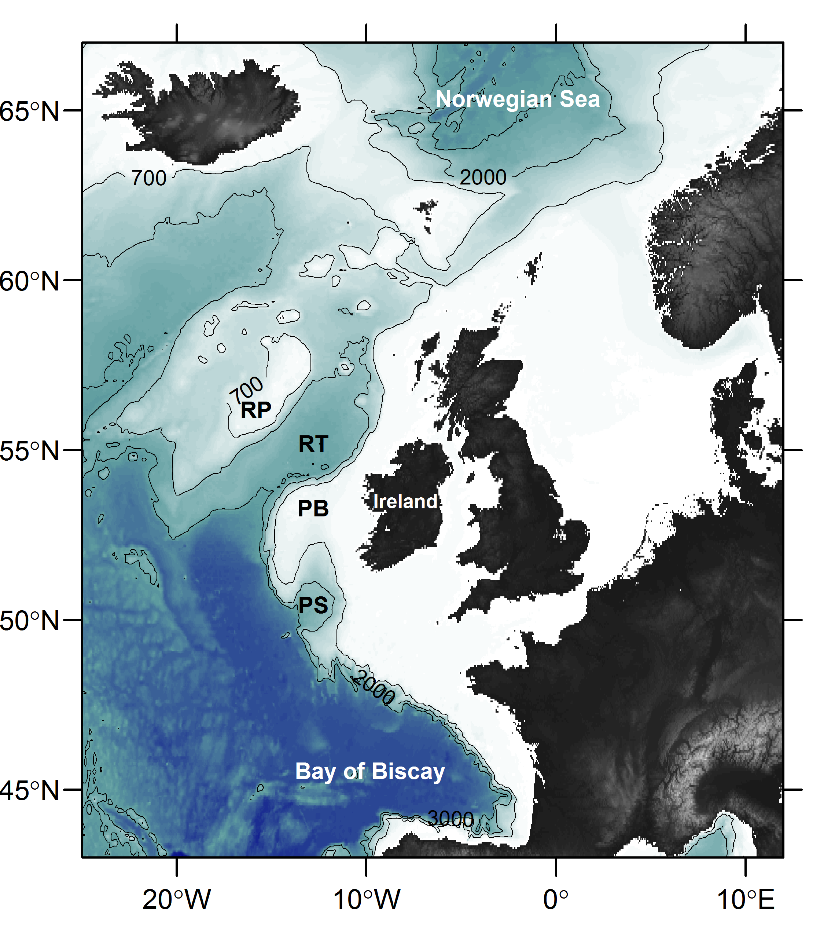 65°N
Norwegian Sea
700
2000
60°N
700
RP
55°N
RT
PB
Ireland
PS
50°N
2000
Bay of Biscay
45°N
3000
20°W
10°W
0°
10°E